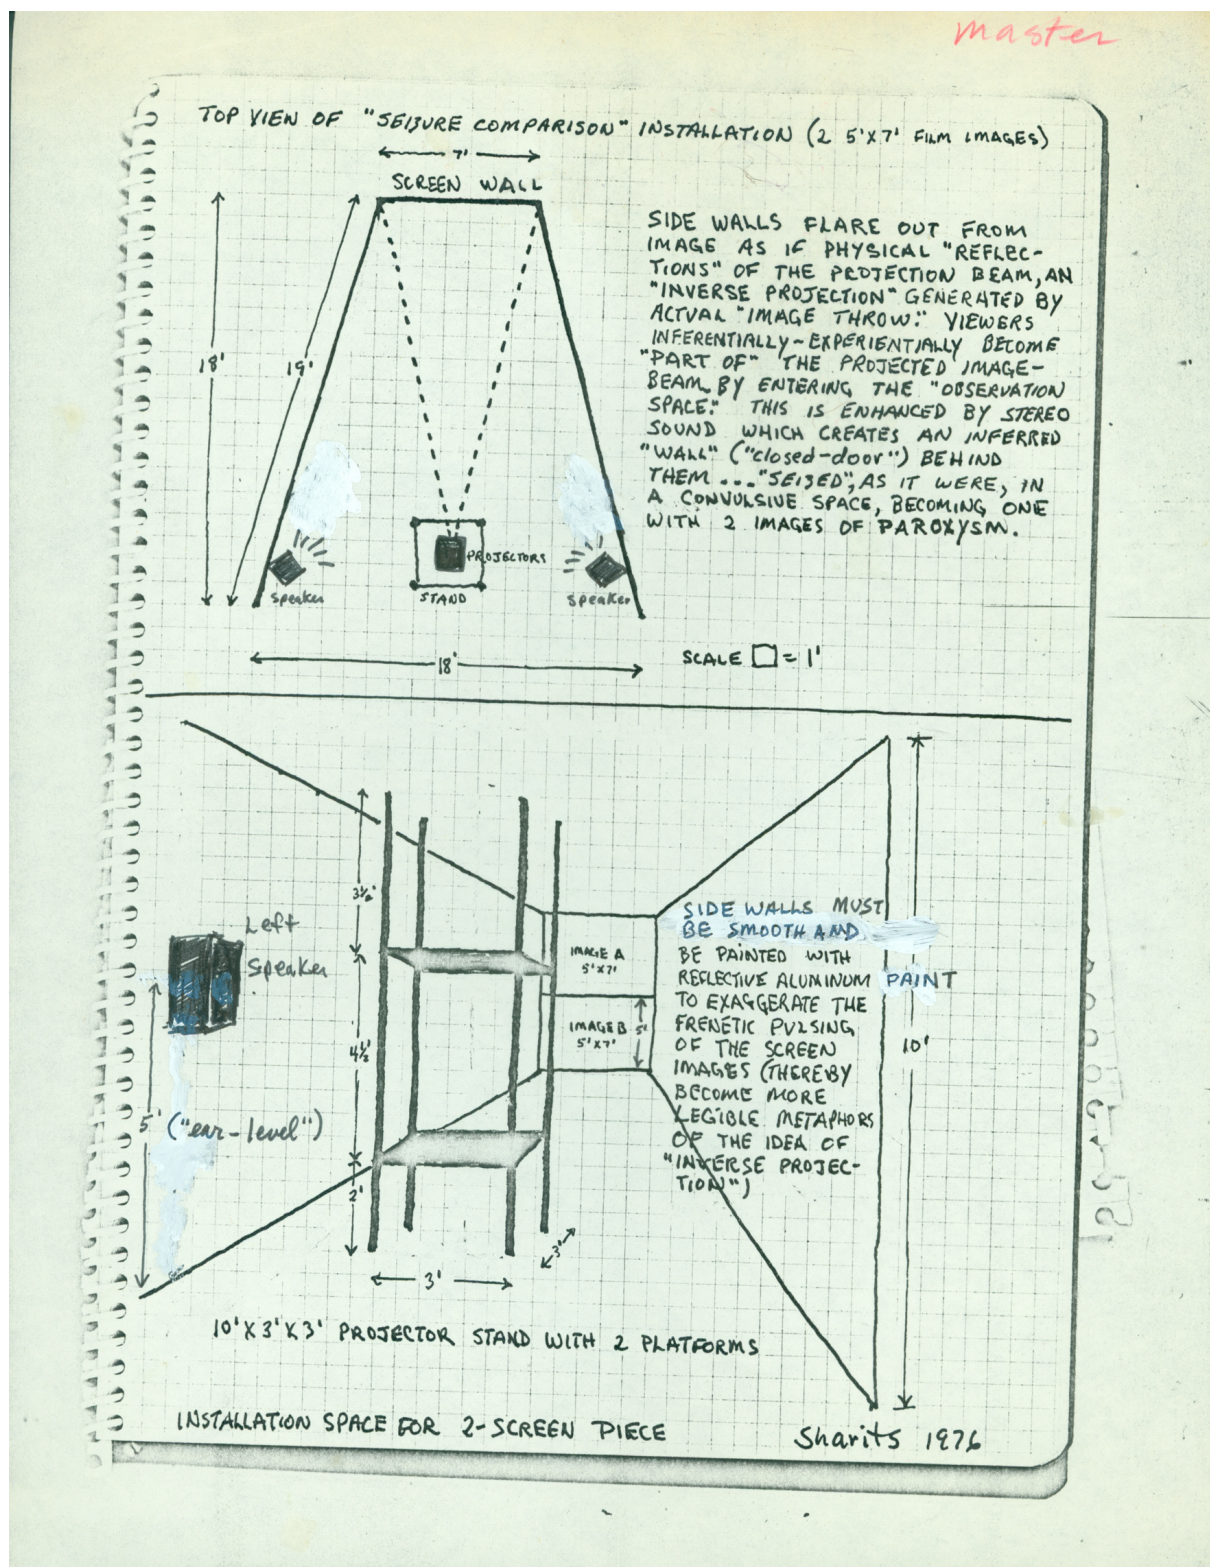 master
TOP VIEW OF "SEIZURE COMPARISON" INSTALLATION (2 5'X7' FILM IMAGES)
7'
SCREEN WALL
18'
19'
PROJECTORS
STAND
Speaker
Speaker
18'
SCALE □ = 1'
SIDE WALLS FLARE OUT FROM
IMAGE AS IF PHYSICAL "REFLEC-
TIONS" OF THE PROJECTION BEAM, AN
"INVERSE PROJECTION" GENERATED BY
ACTUAL "IMAGE THROW." VIEWERS
INFERENTIALLY-EXPERIENTIALLY BECOME
"PART OF" THE PROJECTED IMAGE-
BEAM BY ENTERING THE "OBSERVATION
SPACE." THIS IS ENHANCED BY STEREO
SOUND WHICH CREATES AN INFERRED
"WALL" ("closed-door") BEHIND
THEM... "SEIZED", AS IT WERE, IN
A CONVULSIVE SPACE, BECOMING ONE
WITH 2 IMAGES OF PAROXYSM.
3½'
4½'
2'
3'
3'
Left
Speaker
5' ("ear-level")
IMAGE A
5'X7'
IMAGE B
5'X7'
5'
SIDE WALLS MUST
BE SMOOTH AND
BE PAINTED WITH
REFLECTIVE ALUMINUM PAINT
TO EXAGGERATE THE
FRENETIC PULSING
OF THE SCREEN
IMAGES (THEREBY
BECOME MORE
LEGIBLE METAPHORS
OF THE IDEA OF
"INVERSE PROJEC-
TION")
10'
10'X3'X3' PROJECTOR STAND WITH 2 PLATFORMS
INSTALLATION SPACE FOR 2-SCREEN PIECE
Sharits 1976